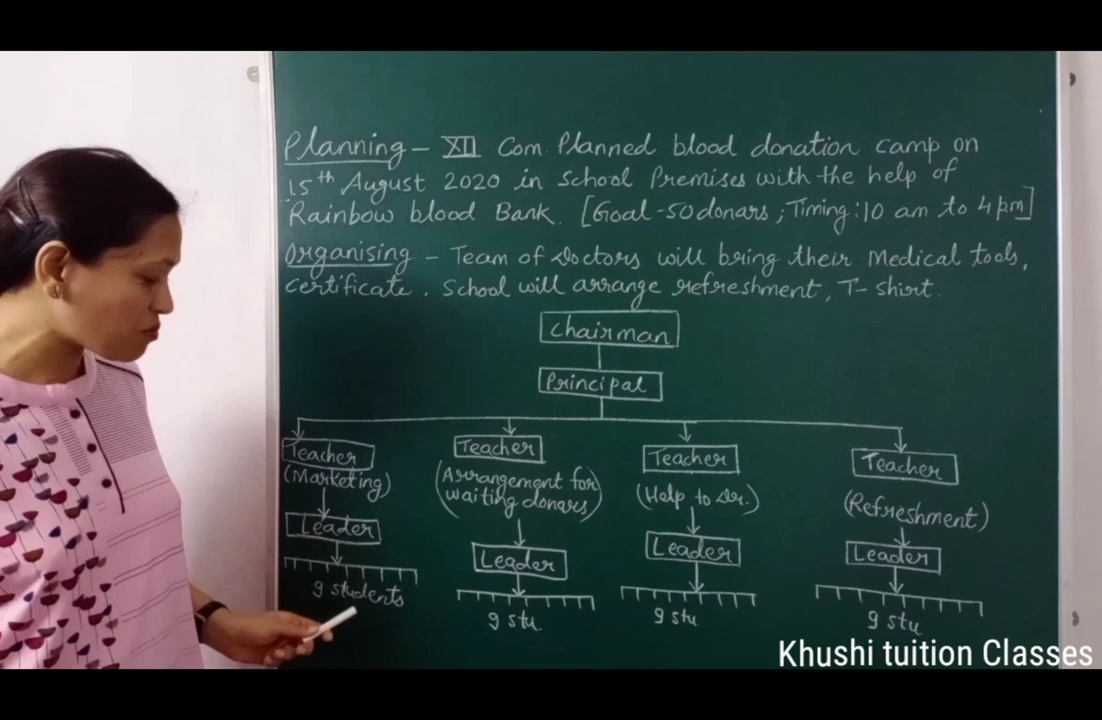 Planning - XII Com. Planned blood donation camp on
15th August 2020 in School Premises with the help of
Rainbow blood Bank. [Goal - 50 donars ; Timing : 10 am to 4 pm]
Organising - Team of Doctors will bring their Medical tools,
certificate. School will arrange refreshment, T-shirt.
Chairman
Principal
Teacher Teacher Teacher Teacher
(Marketing) (Arrangement for waiting donars) (Help to Dr.) (Refreshment)
Leader Leader Leader Leader
9 students 9 stu. 9 stu 9 stu
Khushi tuition Classes